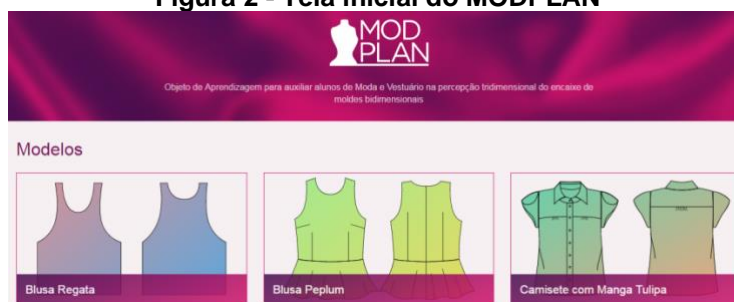 Figura 2 - Tela inicial do MODPLAN
MOD
PLAN
Objeto de Aprendizagem para auxiliar alunos de Moda e Vestuário na percepção tridimensional do encaixe de
moldes bidimensionais
Modelos
Blusa Regata
Blusa Peplum
Camisete com Manga Tulipa